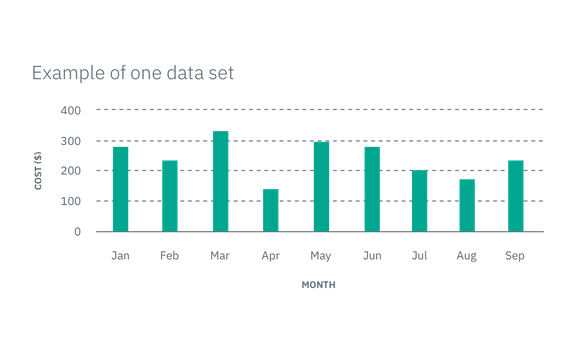 Example of one data set
400
300
200
100
0
COST ($)
Jan Feb Mar Apr May Jun Jul Aug Sep
MONTH